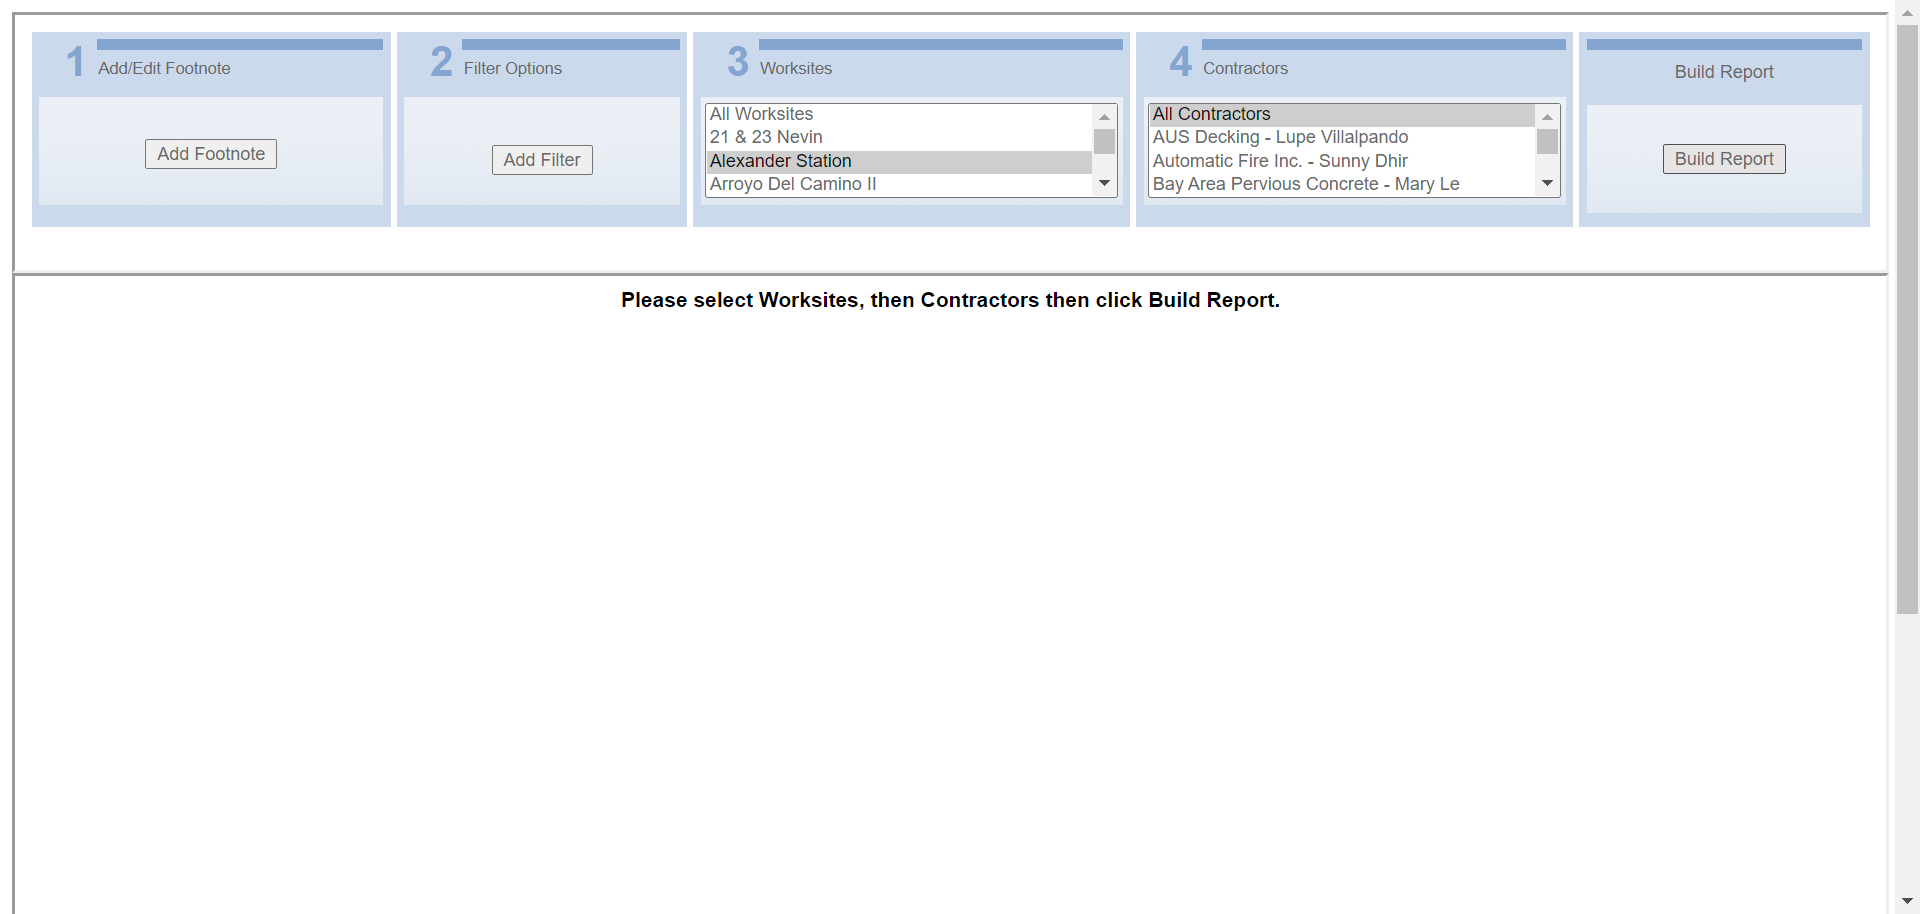 1 Add/Edit Footnote
Add Footnote
2 Filter Options
Add Filter
3 Worksites
All Worksites
21 & 23 Nevin
Alexander Station
Arroyo Del Camino II
4 Contractors
All Contractors
AUS Decking - Lupe Villalpando
Automatic Fire Inc. - Sunny Dhir
Bay Area Pervious Concrete - Mary Le
Build Report
Build Report
Please select Worksites, then Contractors then click Build Report.